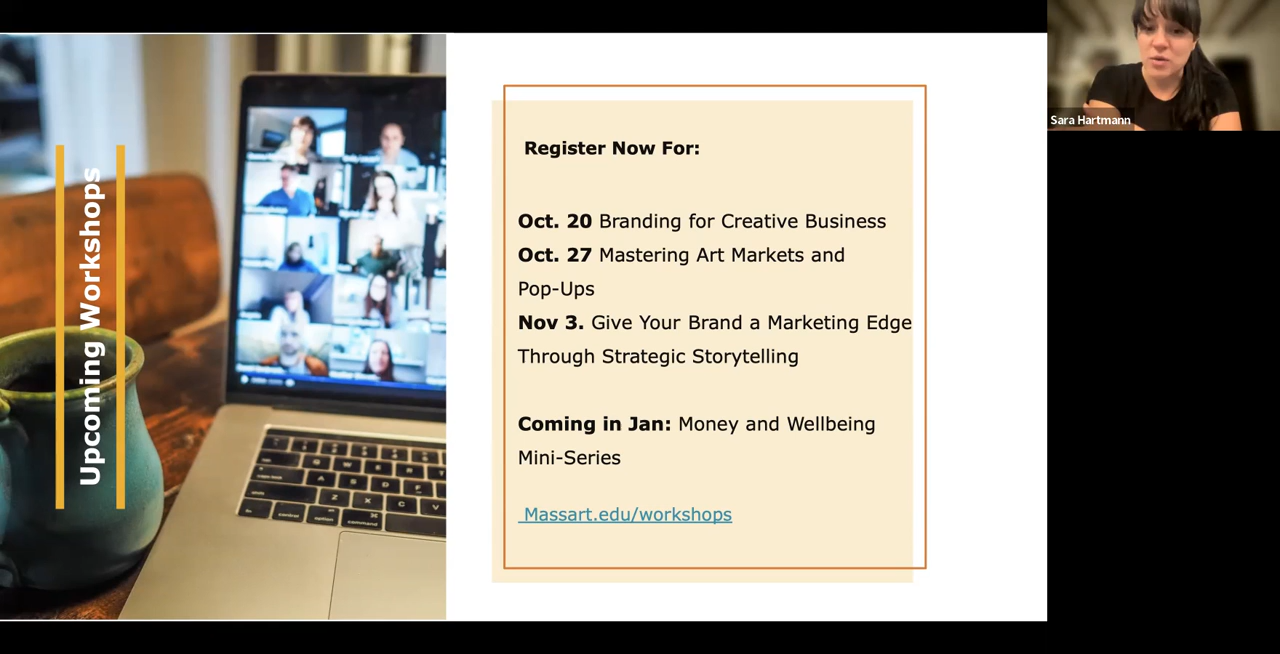 Upcoming Workshops
Register Now For:
Oct. 20 Branding for Creative Business
Oct. 27 Mastering Art Markets and
Pop-Ups
Nov 3. Give Your Brand a Marketing Edge
Through Strategic Storytelling
Coming in Jan: Money and Wellbeing
Mini-Series
Massart.edu/workshops
Sara Hartmann